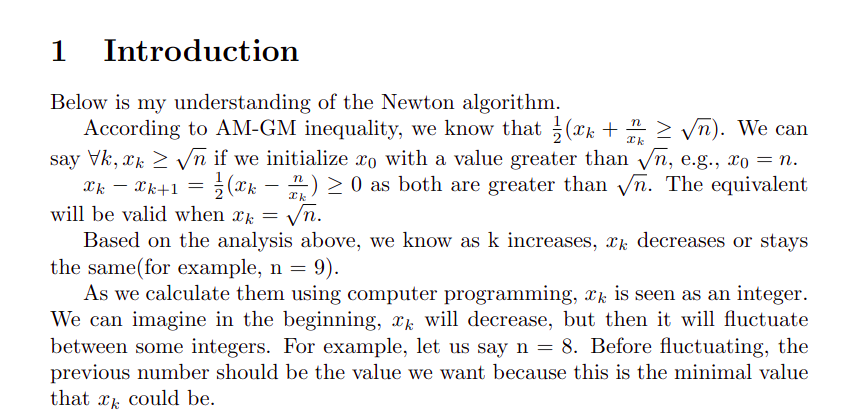 1 Introduction
Below is my understanding of the Newton algorithm.
According to AM-GM inequality, we know that $\frac{1}{2}(x_k + \frac{n}{x_k} \geq \sqrt{n})$. We can
say $\forall k, x_k \geq \sqrt{n}$ if we initialize $x_0$ with a value greater than $\sqrt{n}$, e.g., $x_0 = n$.
$x_k - x_{k+1} = \frac{1}{2}(x_k - \frac{n}{x_k}) \geq 0$ as both are greater than $\sqrt{n}$. The equivalent
will be valid when $x_k = \sqrt{n}$.
Based on the analysis above, we know as k increases, $x_k$ decreases or stays
the same(for example, n = 9).
As we calculate them using computer programming, $x_k$ is seen as an integer.
We can imagine in the beginning, $x_k$ will decrease, but then it will fluctuate
between some integers. For example, let us say n = 8. Before fluctuating, the
previous number should be the value we want because this is the minimal value
that $x_k$ could be.